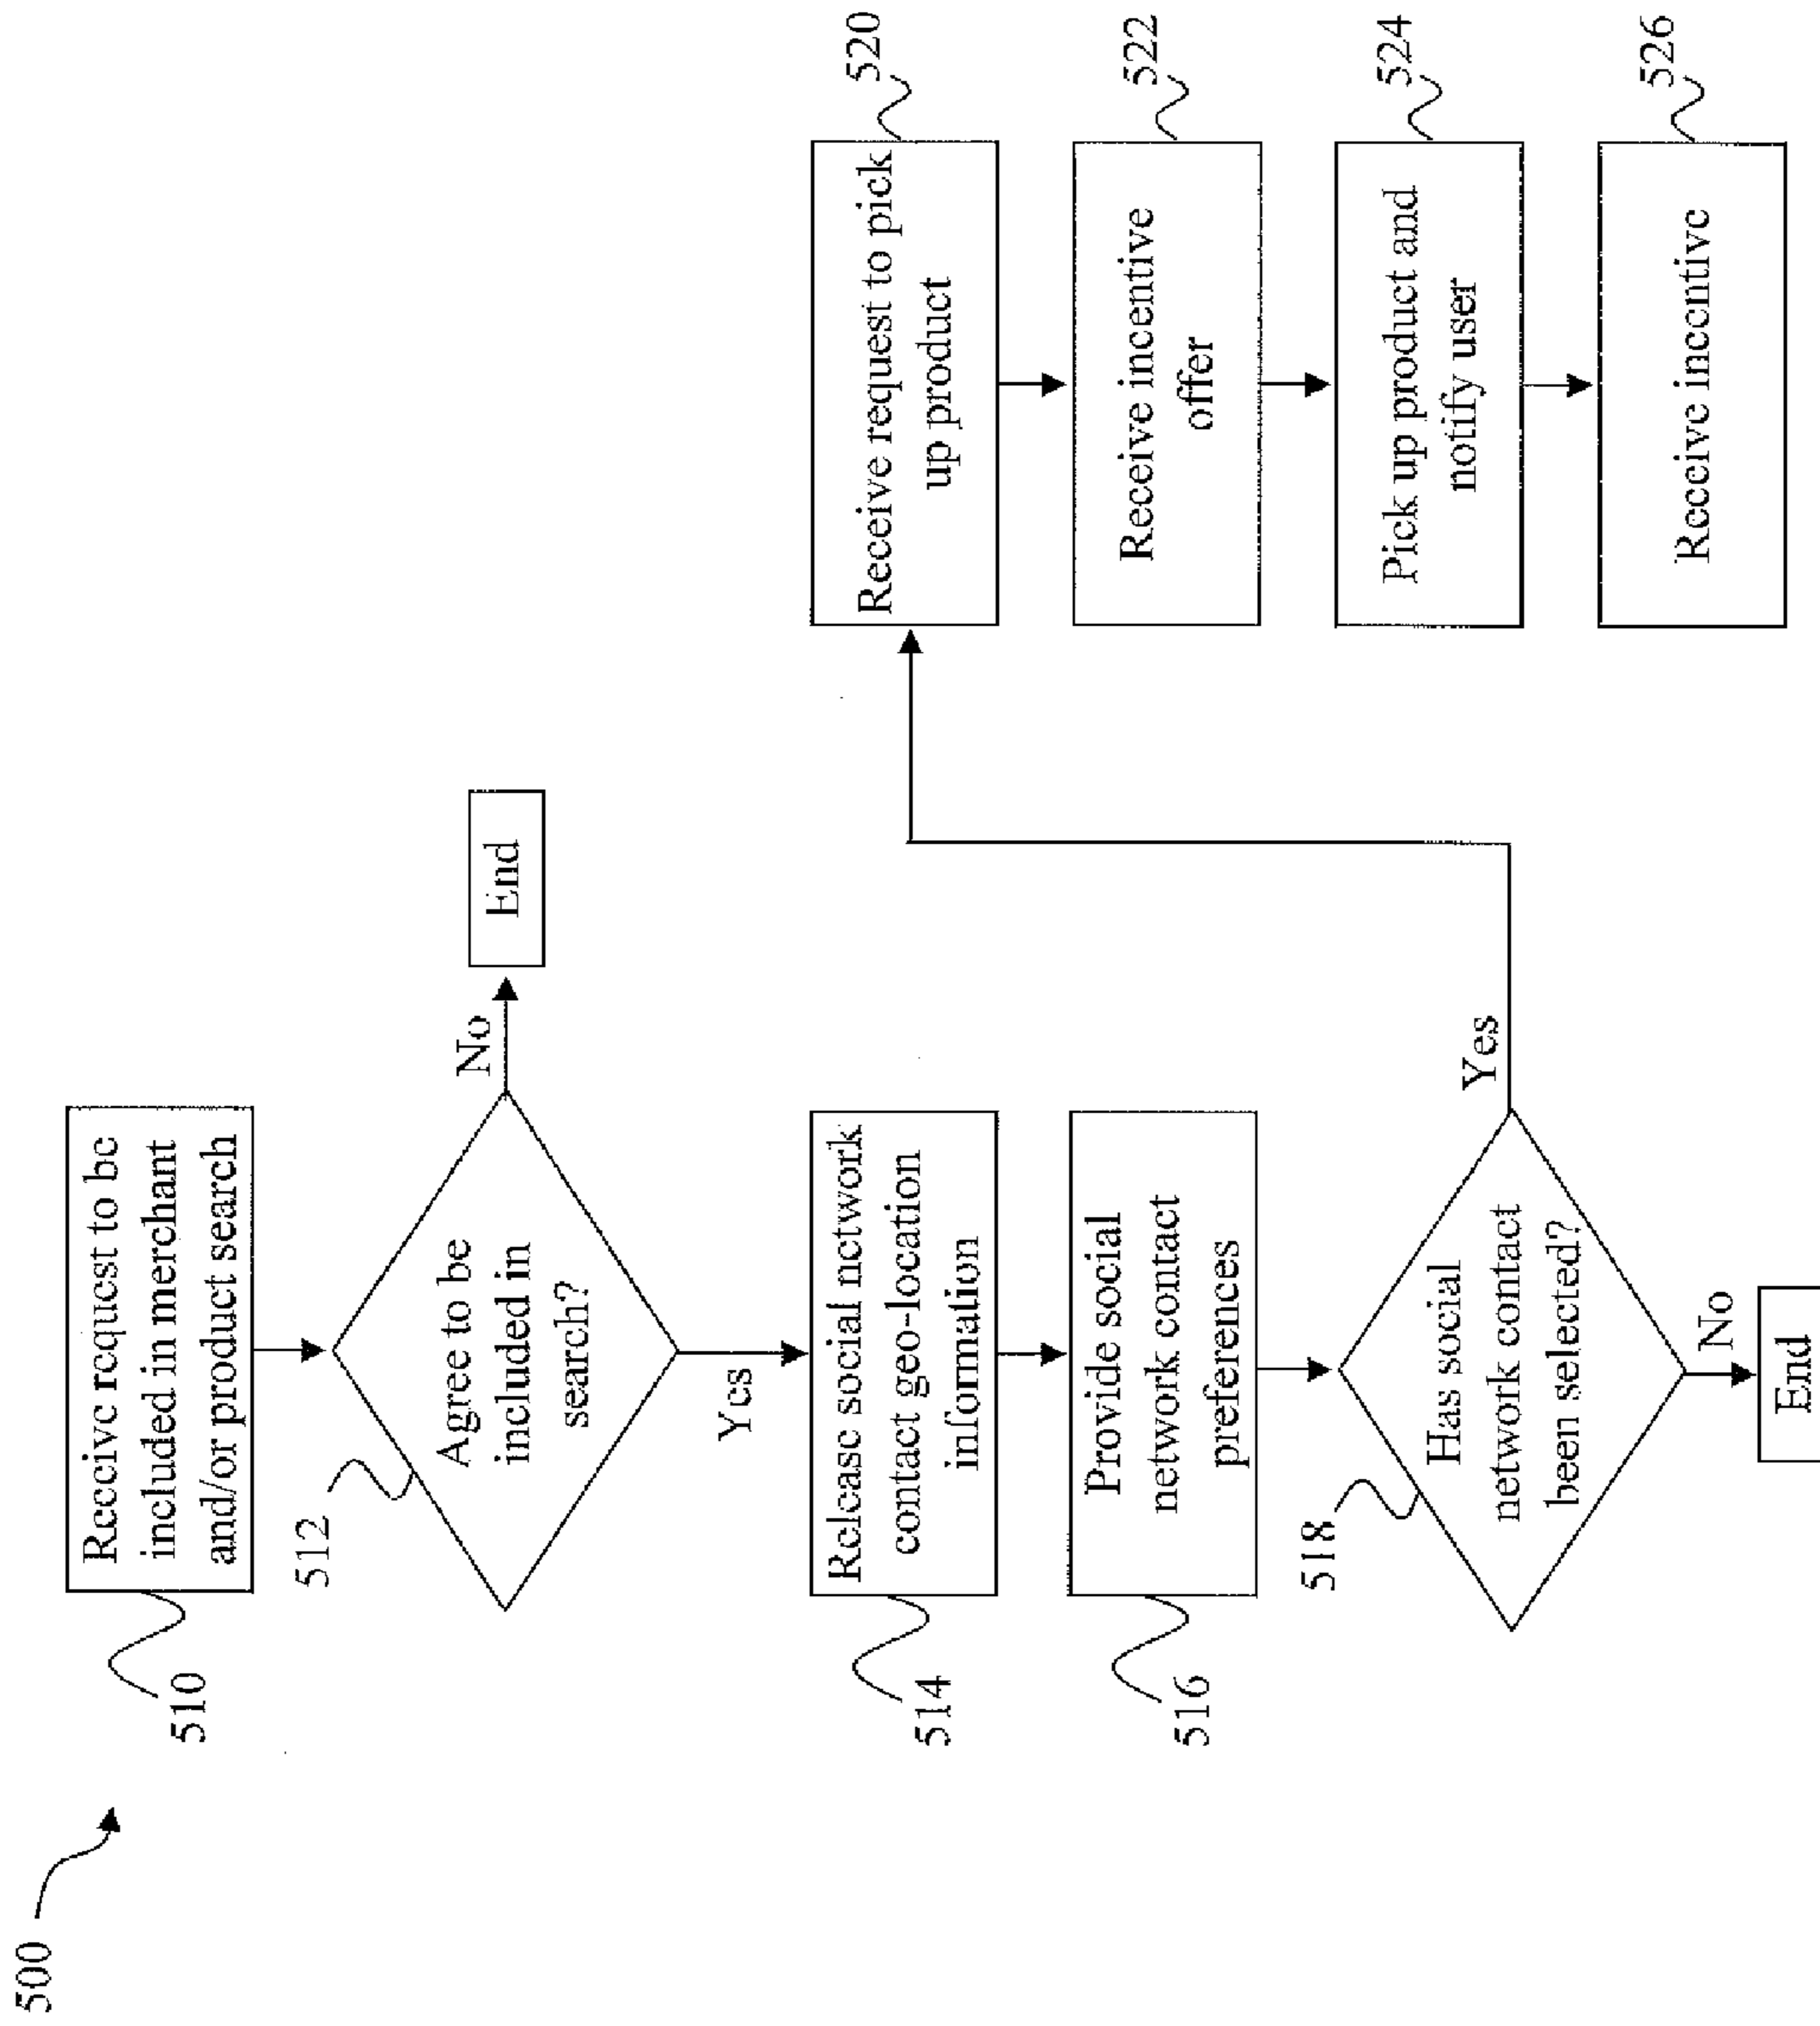 500
510
Receive request to be
included in merchant
and/or product search
512
Agree to be
included in
search?
No
End
Yes
514
Release social network
contact geo-location
information
516
Provide social
network contact
preferences
518
Has social
network contact
been selected?
No
End
Yes
520
Receive request to pick
up product
522
Receive incentive
offer
524
Pick up product and
notify user
526
Receive incentive